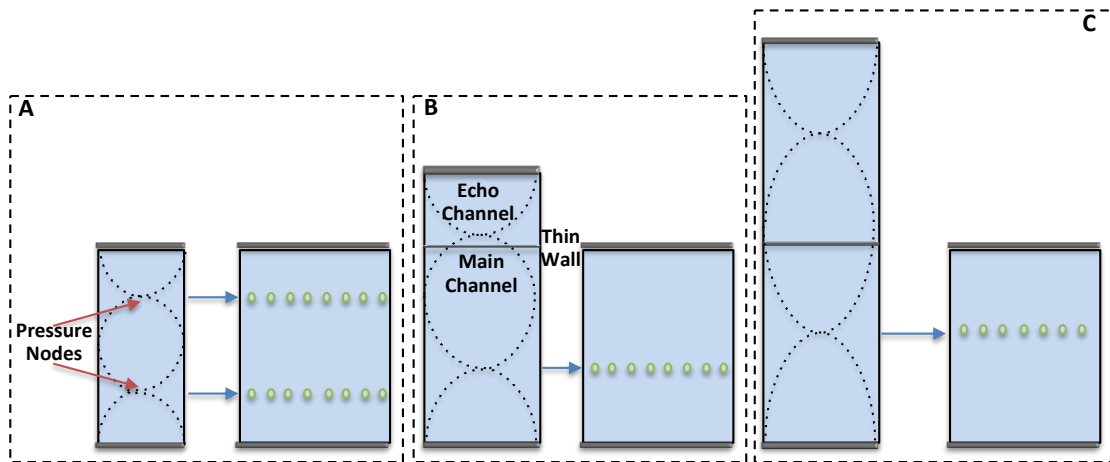 A
Pressure
Nodes
B
Echo
Channel
Thin
Wall
Main
Channel
C